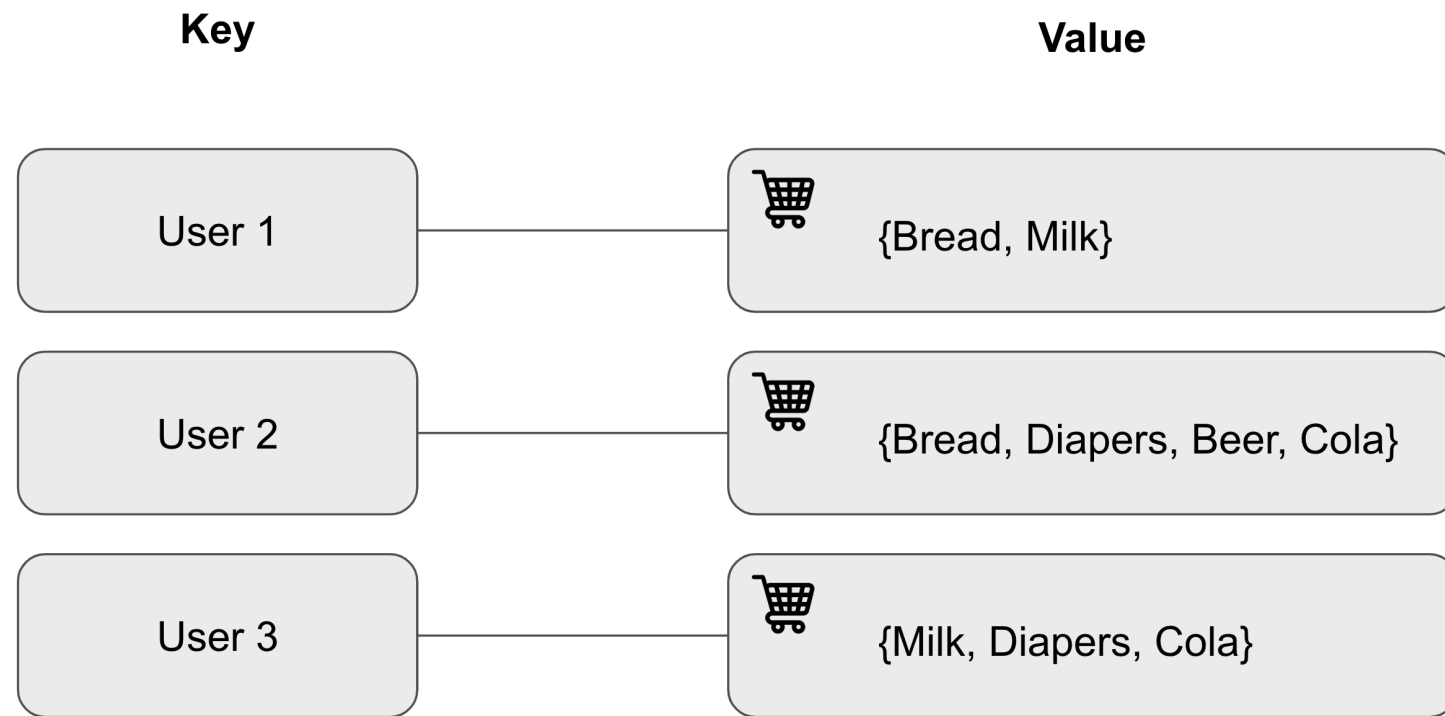 Key
Value
User 1
{Bread, Milk}
User 2
{Bread, Diapers, Beer, Cola}
User 3
{Milk, Diapers, Cola}